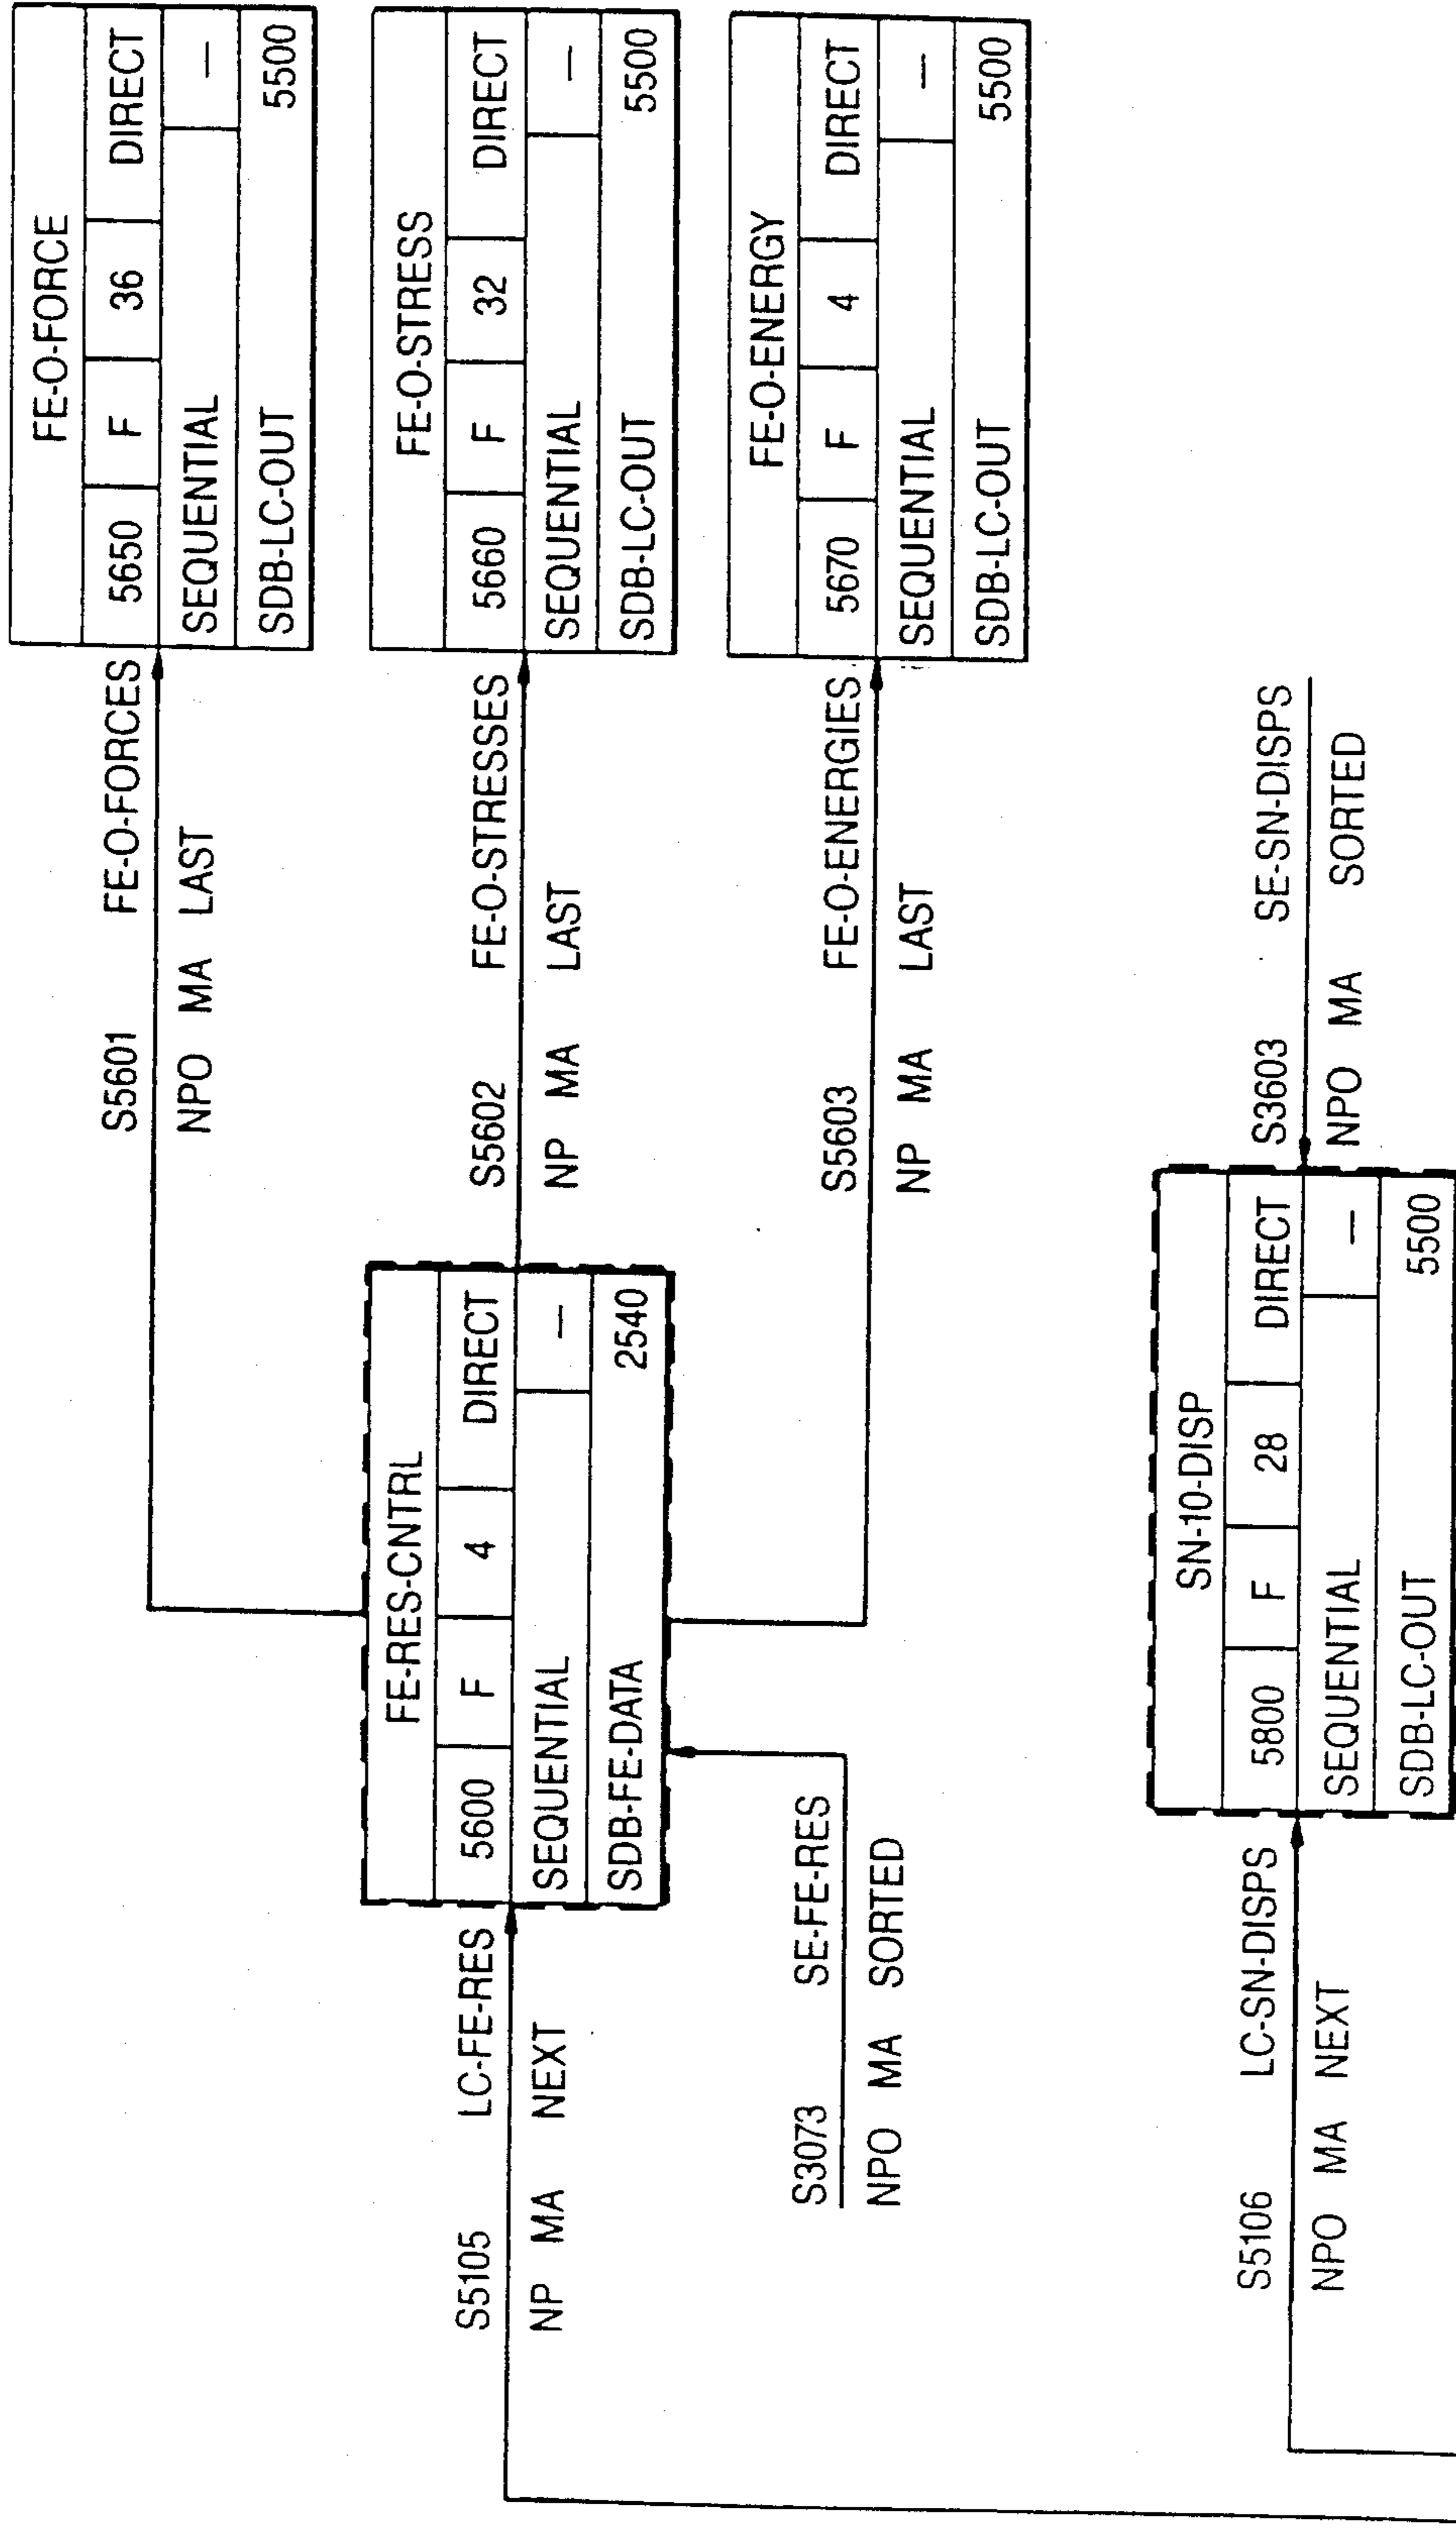 FE-O-FORCE
5650 F 36 DIRECT
SEQUENTIAL —
SDB-LC-OUT 5500
S5601 FE-O-FORCES
NPO MA LAST
FE-O-STRESS
5660 F 32 DIRECT
SEQUENTIAL —
SDB-LC-OUT 5500
S5602 FE-O-STRESSES
NP MA LAST
FE-RES-CNTRL
5600 F 4 DIRECT
SEQUENTIAL —
SDB-FE-DATA 2540
S5105 LC-FE-RES
NP MA NEXT
FE-O-ENERGY
5670 F 4 DIRECT
SEQUENTIAL —
SDB-LC-OUT 5500
S5603 FE-O-ENERGIES
NP MA LAST
S3073 SE-FE-RES
NPO MA SORTED
SN-10-DISP
5800 F 28 DIRECT
SEQUENTIAL —
SDB-LC-OUT 5500
S5106 LC-SN-DISPS
NPO MA NEXT
S3603 SE-SN-DISPS
NPO MA SORTED